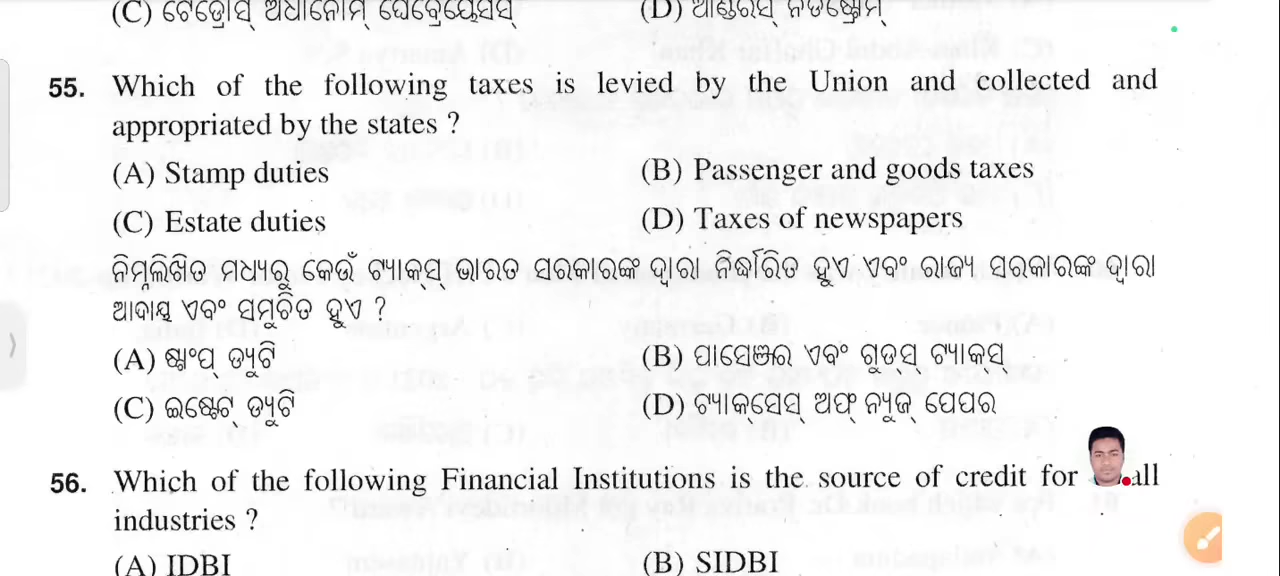 (C) ଟେଡ୍ରୋସ୍ ଅଧାନୋମ୍ ଘେବ୍ରେୟେସସ୍ (D)
55. Which of the following taxes is levied by the Union and collected and
appropriated by the states ?
(A) Stamp duties (B) Passenger and goods taxes
(C) Estate duties (D) Taxes of newspapers
ନିମ୍ନଲିଖିତ ମଧ୍ୟରୁ କେଉଁ ଟ୍ୟାକ୍ସ୍ ଭାରତ ସରକାରଙ୍କ ଦ୍ୱାରା ନିର୍ଦ୍ଧାରିତ ହୁଏ ଏବଂ ରାଜ୍ୟ ସରକାରଙ୍କ ଦ୍ୱାରା
ଆଦାୟ ଏବଂ ସମୁଚିତ ହୁଏ ?
(A) ଷ୍ଟାଂପ୍ ଡ୍ୟୁଟି (B) ପାସେଞ୍ଜର ଏବଂ ଗୁଡସ୍ ଟ୍ୟାକ୍ସ୍
(C) ଇଷ୍ଟେଟ୍ ଡ୍ୟୁଟି (D) ଟ୍ୟାକ୍ସେସ୍ ଅଫ୍ ନ୍ୟୁଜ୍ ପେପର
56. Which of the following Financial Institutions is the source of credit for all
industries ?
(A) IDBI (B) SIDBI